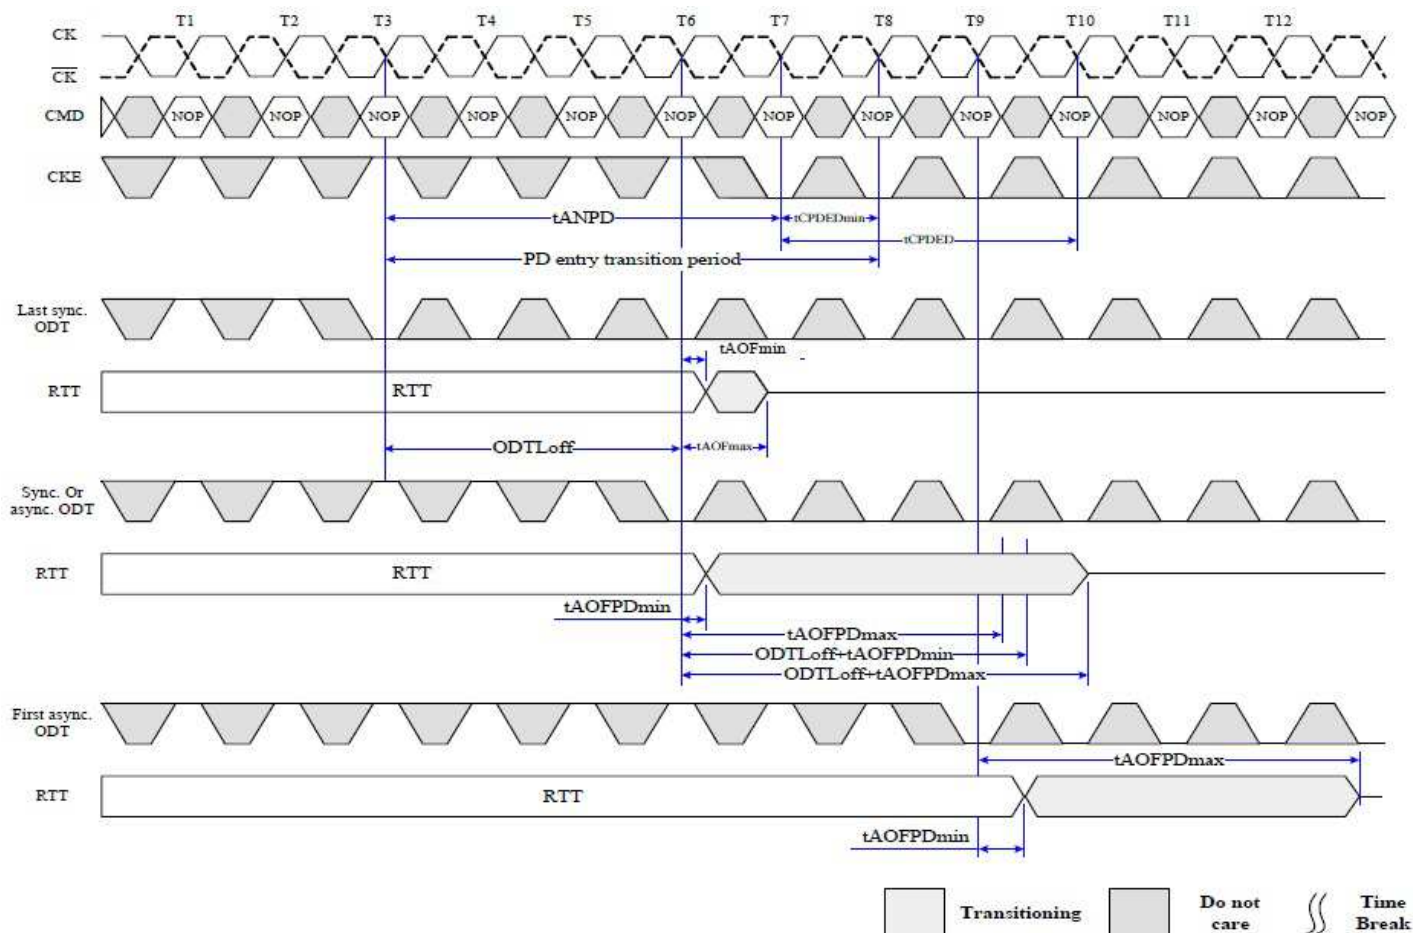 T1 T2 T3 T4 T5 T6 T7 T8 T9 T10 T11 T12
CK
CK
CMD NOP NOP NOP NOP NOP NOP NOP NOP NOP NOP NOP NOP NOP
CKE
tANPD tCPDEDmin
tCPDED
PD entry transition period
Last sync.
ODT
tAOFmin
RTT RTT
ODTLoff tAOFmax
Sync. Or
async. ODT
RTT RTT
tAOFPDmin
tAOFPDmax
ODTLoff+tAOFPDmin
ODTLoff+tAOFPDmax
First async.
ODT
tAOFPDmax
RTT RTT
tAOFPDmin
Transitioning
Do not
care
Time
Break